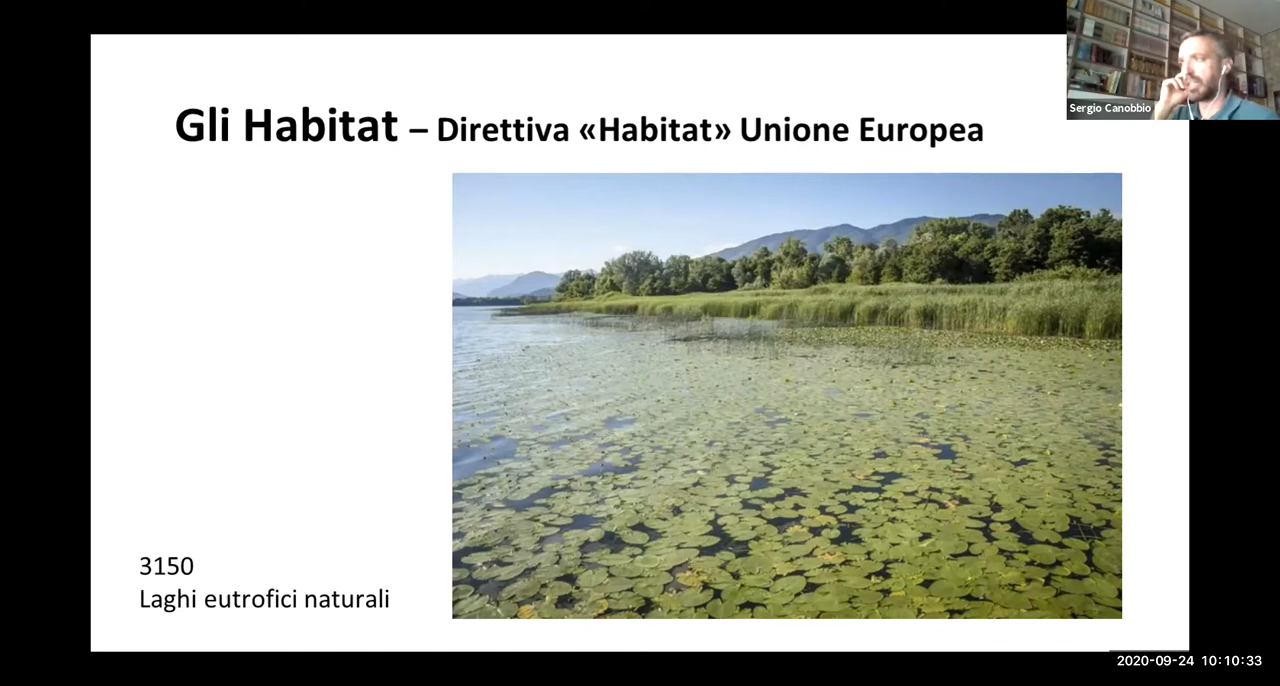 Sergio Canobbio
Gli Habitat – Direttiva «Habitat» Unione Europea
3150
Laghi eutrofici naturali
2020-09-24 10:10:33